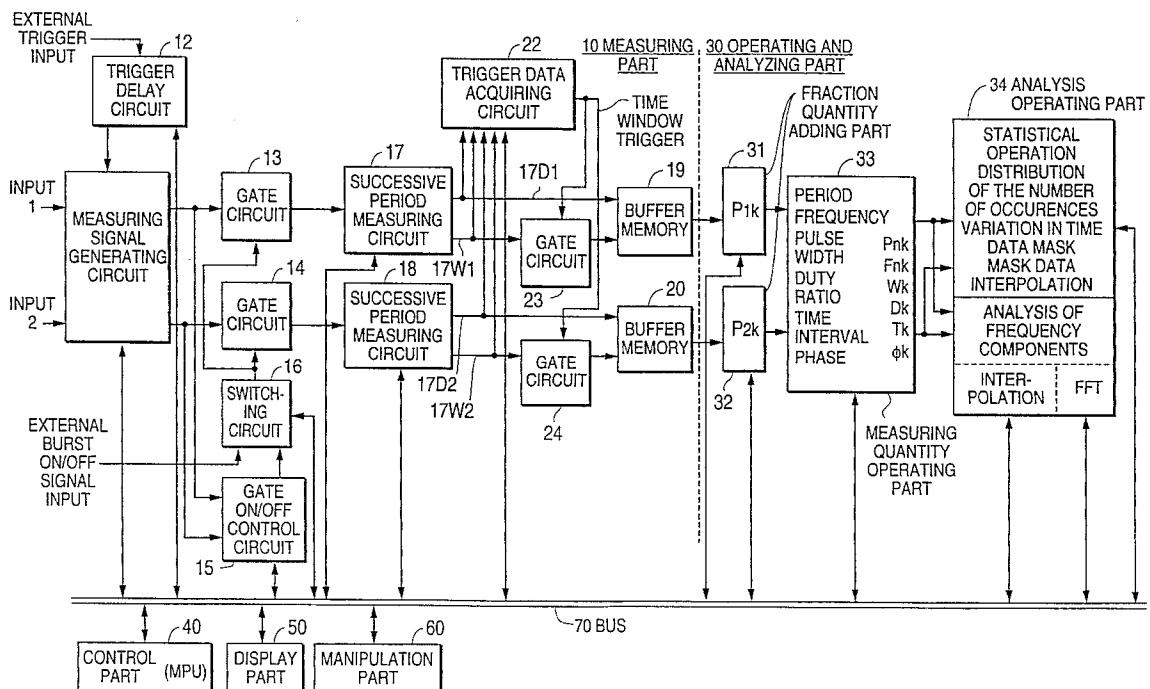 EXTERNAL
TRIGGER
INPUT
12
TRIGGER
DELAY
CIRCUIT
INPUT
1
INPUT
2
MEASURING
SIGNAL
GENERATING
CIRCUIT
13
GATE
CIRCUIT
14
GATE
CIRCUIT
16
SWITCH-
ING
CIRCUIT
EXTERNAL
BURST
ON/OFF
SIGNAL
INPUT
GATE
ON/OFF
CONTROL
CIRCUIT
15
17
SUCCESSIVE
PERIOD
MEASURING
CIRCUIT
17D1
17W1
18
SUCCESSIVE
PERIOD
MEASURING
CIRCUIT
17D2
17W2
22
TRIGGER DATA
ACQUIRING
CIRCUIT
TIME
WINDOW
TRIGGER
GATE
CIRCUIT
23
GATE
CIRCUIT
24
19
BUFFER
MEMORY
20
BUFFER
MEMORY
10 MEASURING
PART
30 OPERATING AND
ANALYZING PART
FRACTION
QUANTITY
ADDING PART
31
P1k
P2k
32
33
PERIOD
FREQUENCY
PULSE
WIDTH
DUTY
RATIO
TIME
INTERVAL
PHASE
Pnk
Fnk
Wk
Dk
Tk
ϕk
MEASURING
QUANTITY
OPERATING
PART
34 ANALYSIS
OPERATING PART
STATISTICAL
OPERATION
DISTRIBUTION
OF THE NUMBER
OF OCCURENCES
VARIATION IN TIME
DATA MASK
MASK DATA
INTERPOLATION
ANALYSIS OF
FREQUENCY
COMPONENTS
INTER-
POLATION
FFT
70 BUS
40
CONTROL
PART (MPU)
50
DISPLAY
PART
60
MANIPULATION
PART